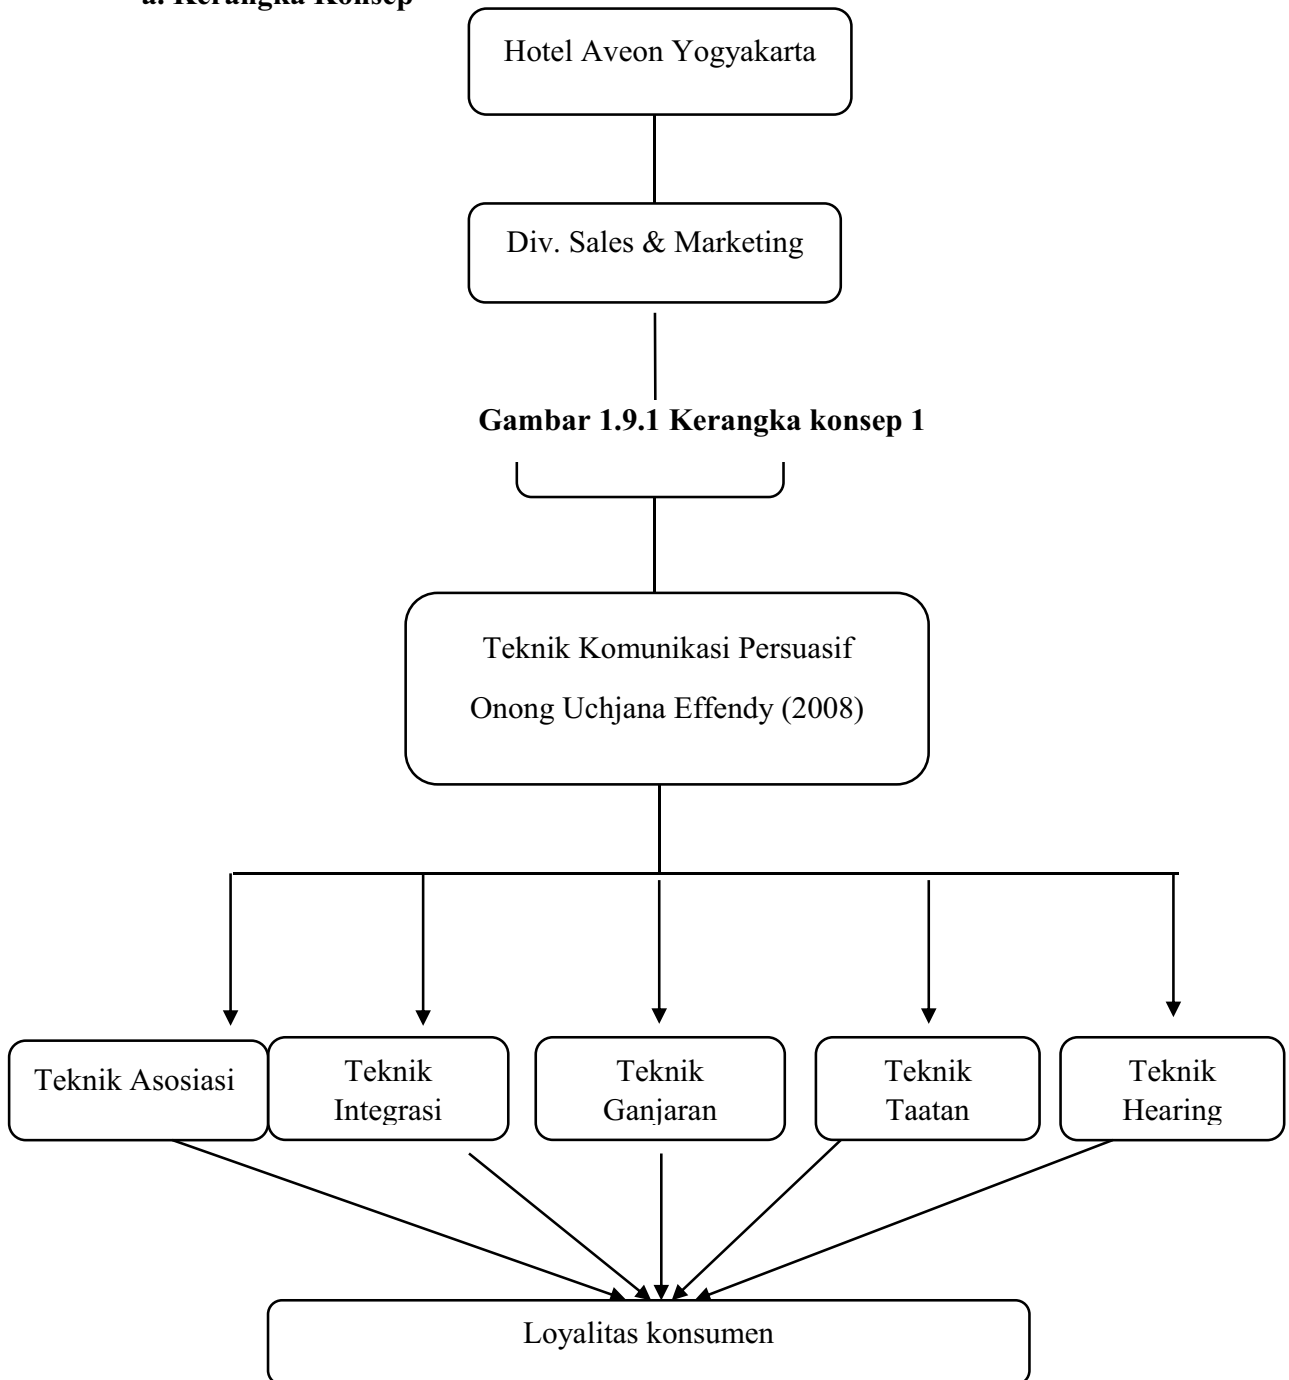 a. Kerangka Konsep
Hotel Aveon Yogyakarta
Div. Sales & Marketing
Gambar 1.9.1 Kerangka konsep 1
Teknik Komunikasi Persuasif
Onong Uchjana Effendy (2008)
Teknik Asosiasi
Teknik
Integrasi
Teknik
Ganjaran
Teknik
Taatan
Teknik
Hearing
Loyalitas konsumen